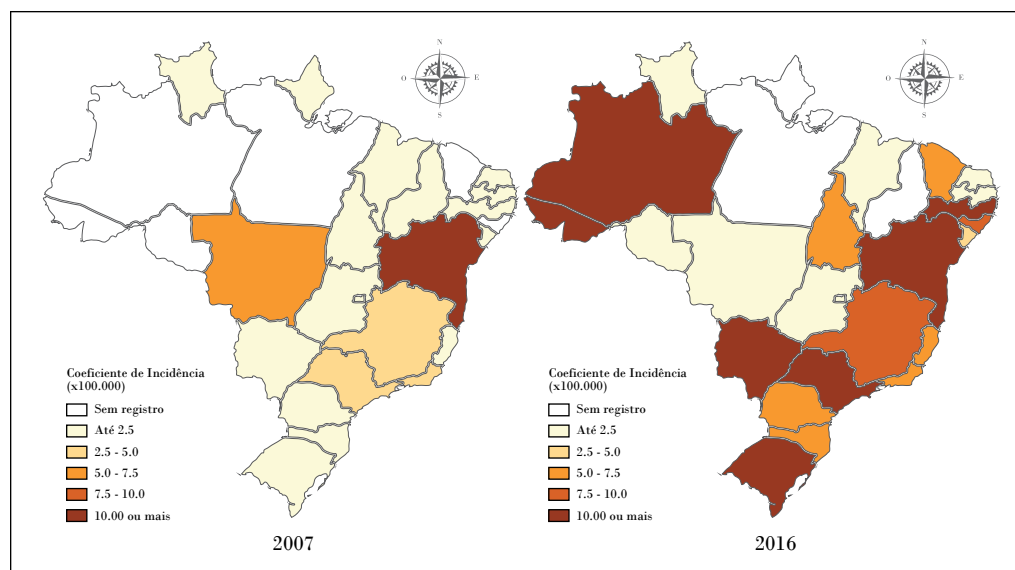 N
O
E
S
Coeficiente de Incidência
(x100.000)
Sem registro
Até 2.5
2.5 - 5.0
5.0 - 7.5
7.5 - 10.0
10.00 ou mais
2007
N
O
E
S
Coeficiente de Incidência
(x100.000)
Sem registro
Até 2.5
2.5 - 5.0
5.0 - 7.5
7.5 - 10.0
10.00 ou mais
2016